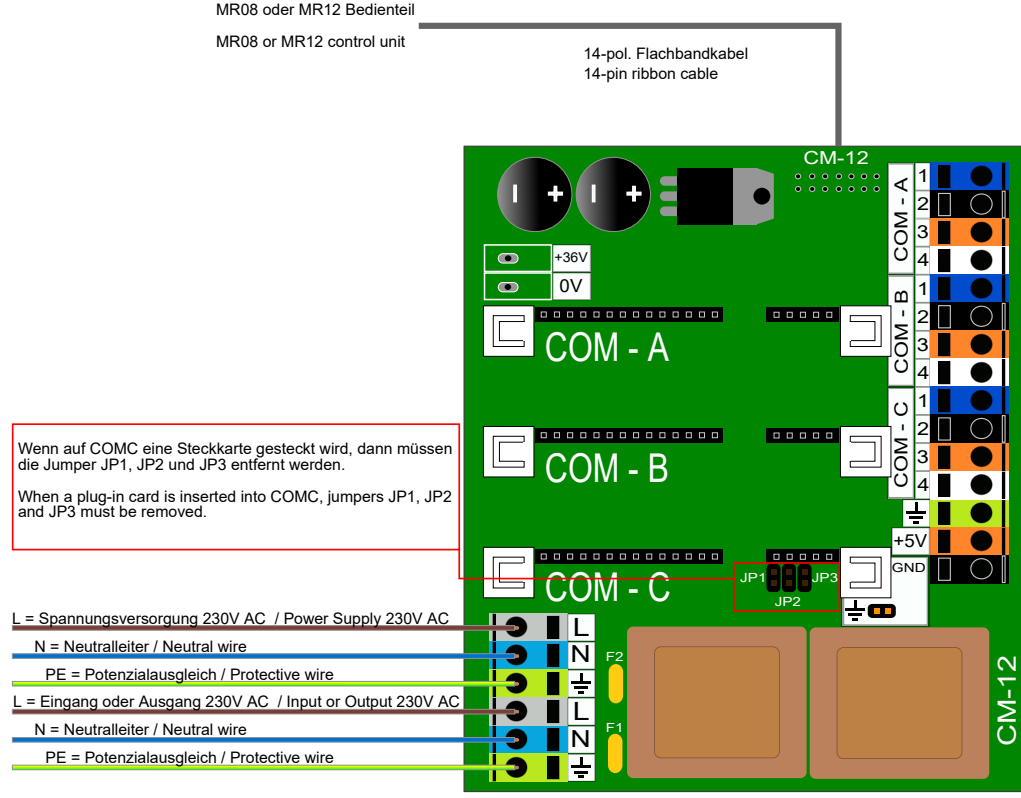 MR08 oder MR12 Bedienteil
MR08 or MR12 control unit
14-pol. Flachbandkabel
14-pin ribbon cable
CM-12
COM - A
1
2
3
4
+36V
0V
COM - B
1
2
3
4
COM - A
COM - C
1
2
3
4
Wenn auf COMC eine Steckkarte gesteckt wird, dann müssen
die Jumper JP1, JP2 und JP3 entfernt werden.
When a plug-in card is inserted into COMC, jumpers JP1, JP2
and JP3 must be removed.
COM - B
+5V
GND
COM - C
JP1
JP2
JP3
L = Spannungsversorgung 230V AC / Power Supply 230V AC
L
N = Neutralleiter / Neutral wire
N
PE = Potenzialausgleich / Protective wire
F2
L = Eingang oder Ausgang 230V AC / Input or Output 230V AC
L
N = Neutralleiter / Neutral wire
N
F1
PE = Potenzialausgleich / Protective wire
CM-12